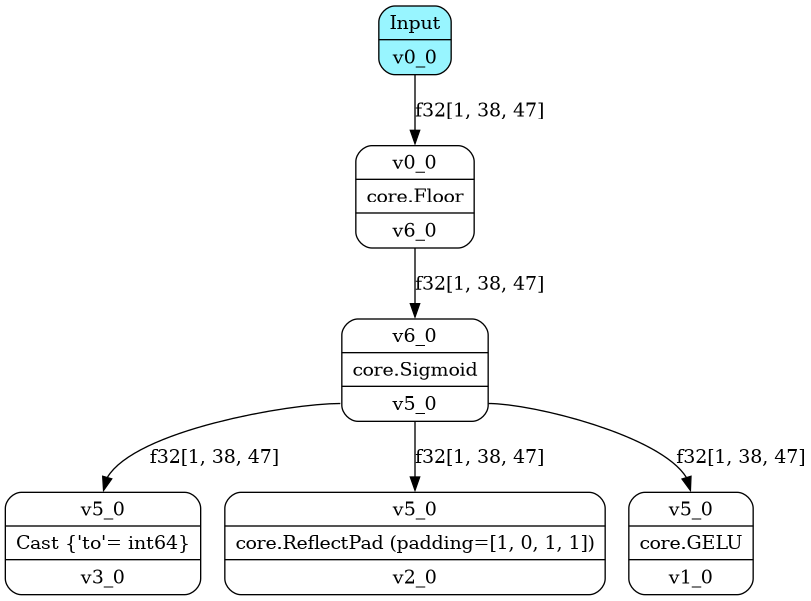 Input
v0_0
f32[1, 38, 47]
v0_0
core.Floor
v6_0
f32[1, 38, 47]
v6_0
core.Sigmoid
v5_0
f32[1, 38, 47]
f32[1, 38, 47]
f32[1, 38, 47]
v5_0
Cast {'to'= int64}
v3_0
v5_0
core.ReflectPad (padding=[1, 0, 1, 1])
v2_0
v5_0
core.GELU
v1_0